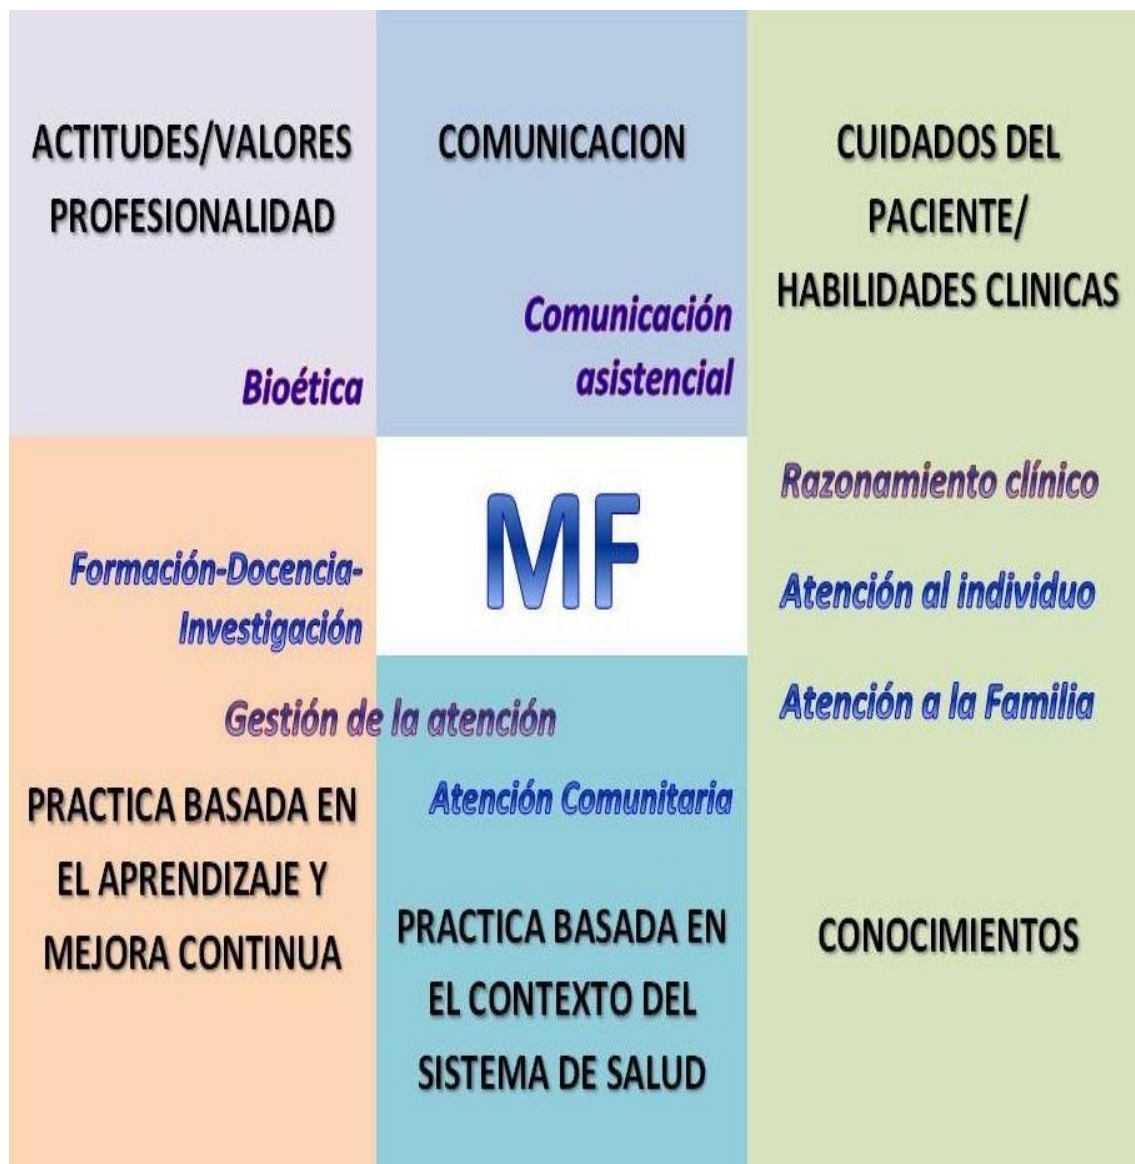 ACTITUDES/VALORES
PROFESIONALIDAD
Bioética
COMUNICACION
Comunicación
asistencial
CUIDADOS DEL
PACIENTE/
HABILIDADES CLINICAS
Razonamiento clínico
Atención al individuo
Atención a la Familia
CONOCIMIENTOS
MF
Formación-Docencia-
Investigación
Gestión de la atención
PRACTICA BASADA EN
EL APRENDIZAJE Y
MEJORA CONTINUA
Atención Comunitaria
PRACTICA BASADA EN
EL CONTEXTO DEL
SISTEMA DE SALUD